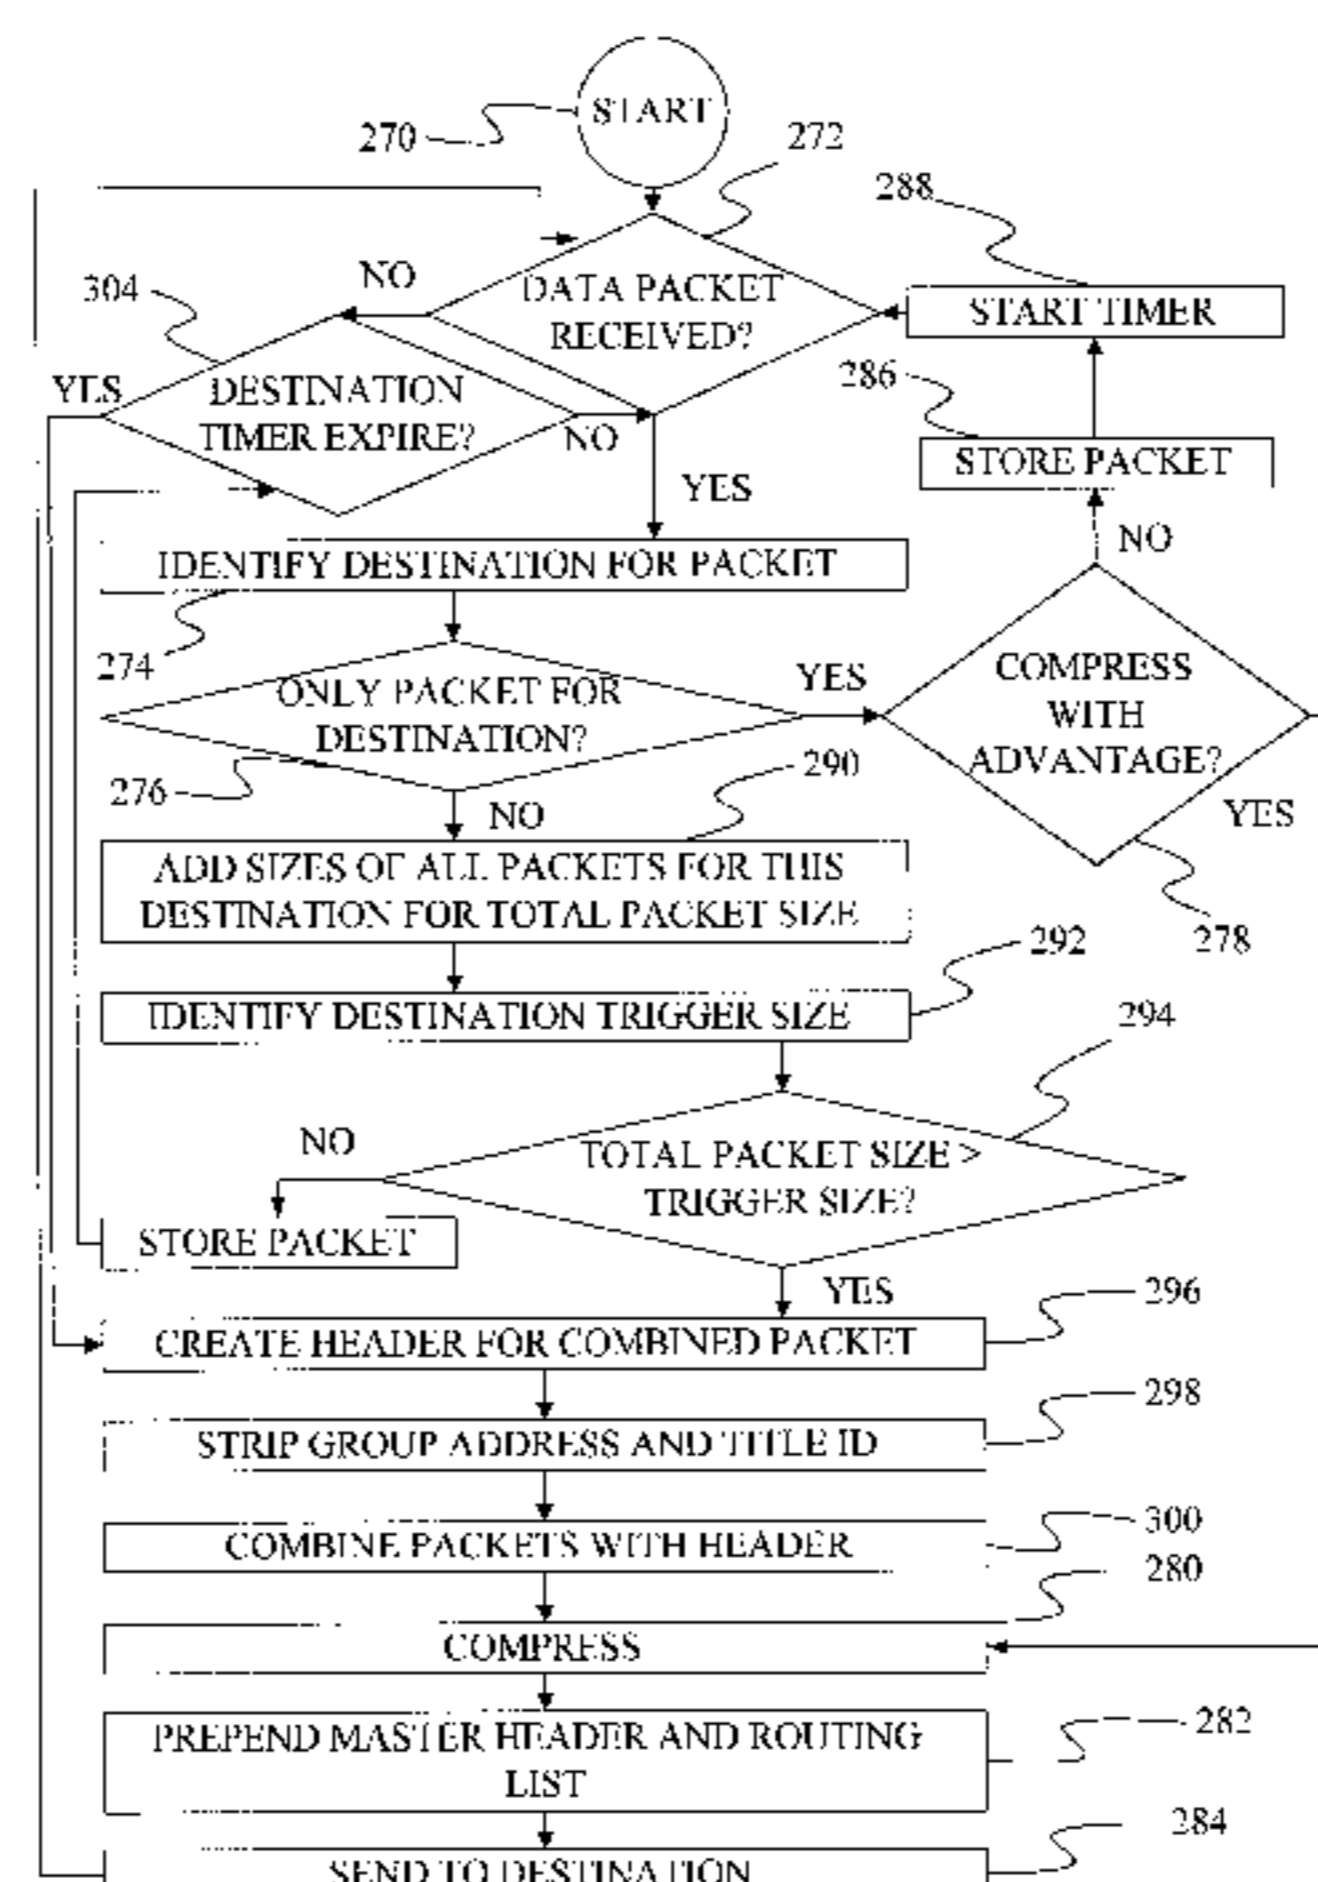 START
270
272
288
NO
304
DATA PACKET
RECEIVED?
START TIMER
286
YES
DESTINATION
TIMER EXPIRE?
NO
STORE PACKET
YES
NO
IDENTIFY DESTINATION FOR PACKET
274
ONLY PACKET FOR
DESTINATION?
YES
COMPRESS
WITH
ADVANTAGE?
276
290
NO
YES
ADD SIZES OF ALL PACKETS FOR THIS
DESTINATION FOR TOTAL PACKET SIZE
278
292
IDENTIFY DESTINATION TRIGGER SIZE
294
NO
TOTAL PACKET SIZE >
TRIGGER SIZE?
STORE PACKET
YES
296
CREATE HEADER FOR COMBINED PACKET
298
STRIP GROUP ADDRESS AND TITLE ID
300
COMBINE PACKETS WITH HEADER
280
COMPRESS
282
PREPEND MASTER HEADER AND ROUTING
LIST
284
SEND TO DESTINATION